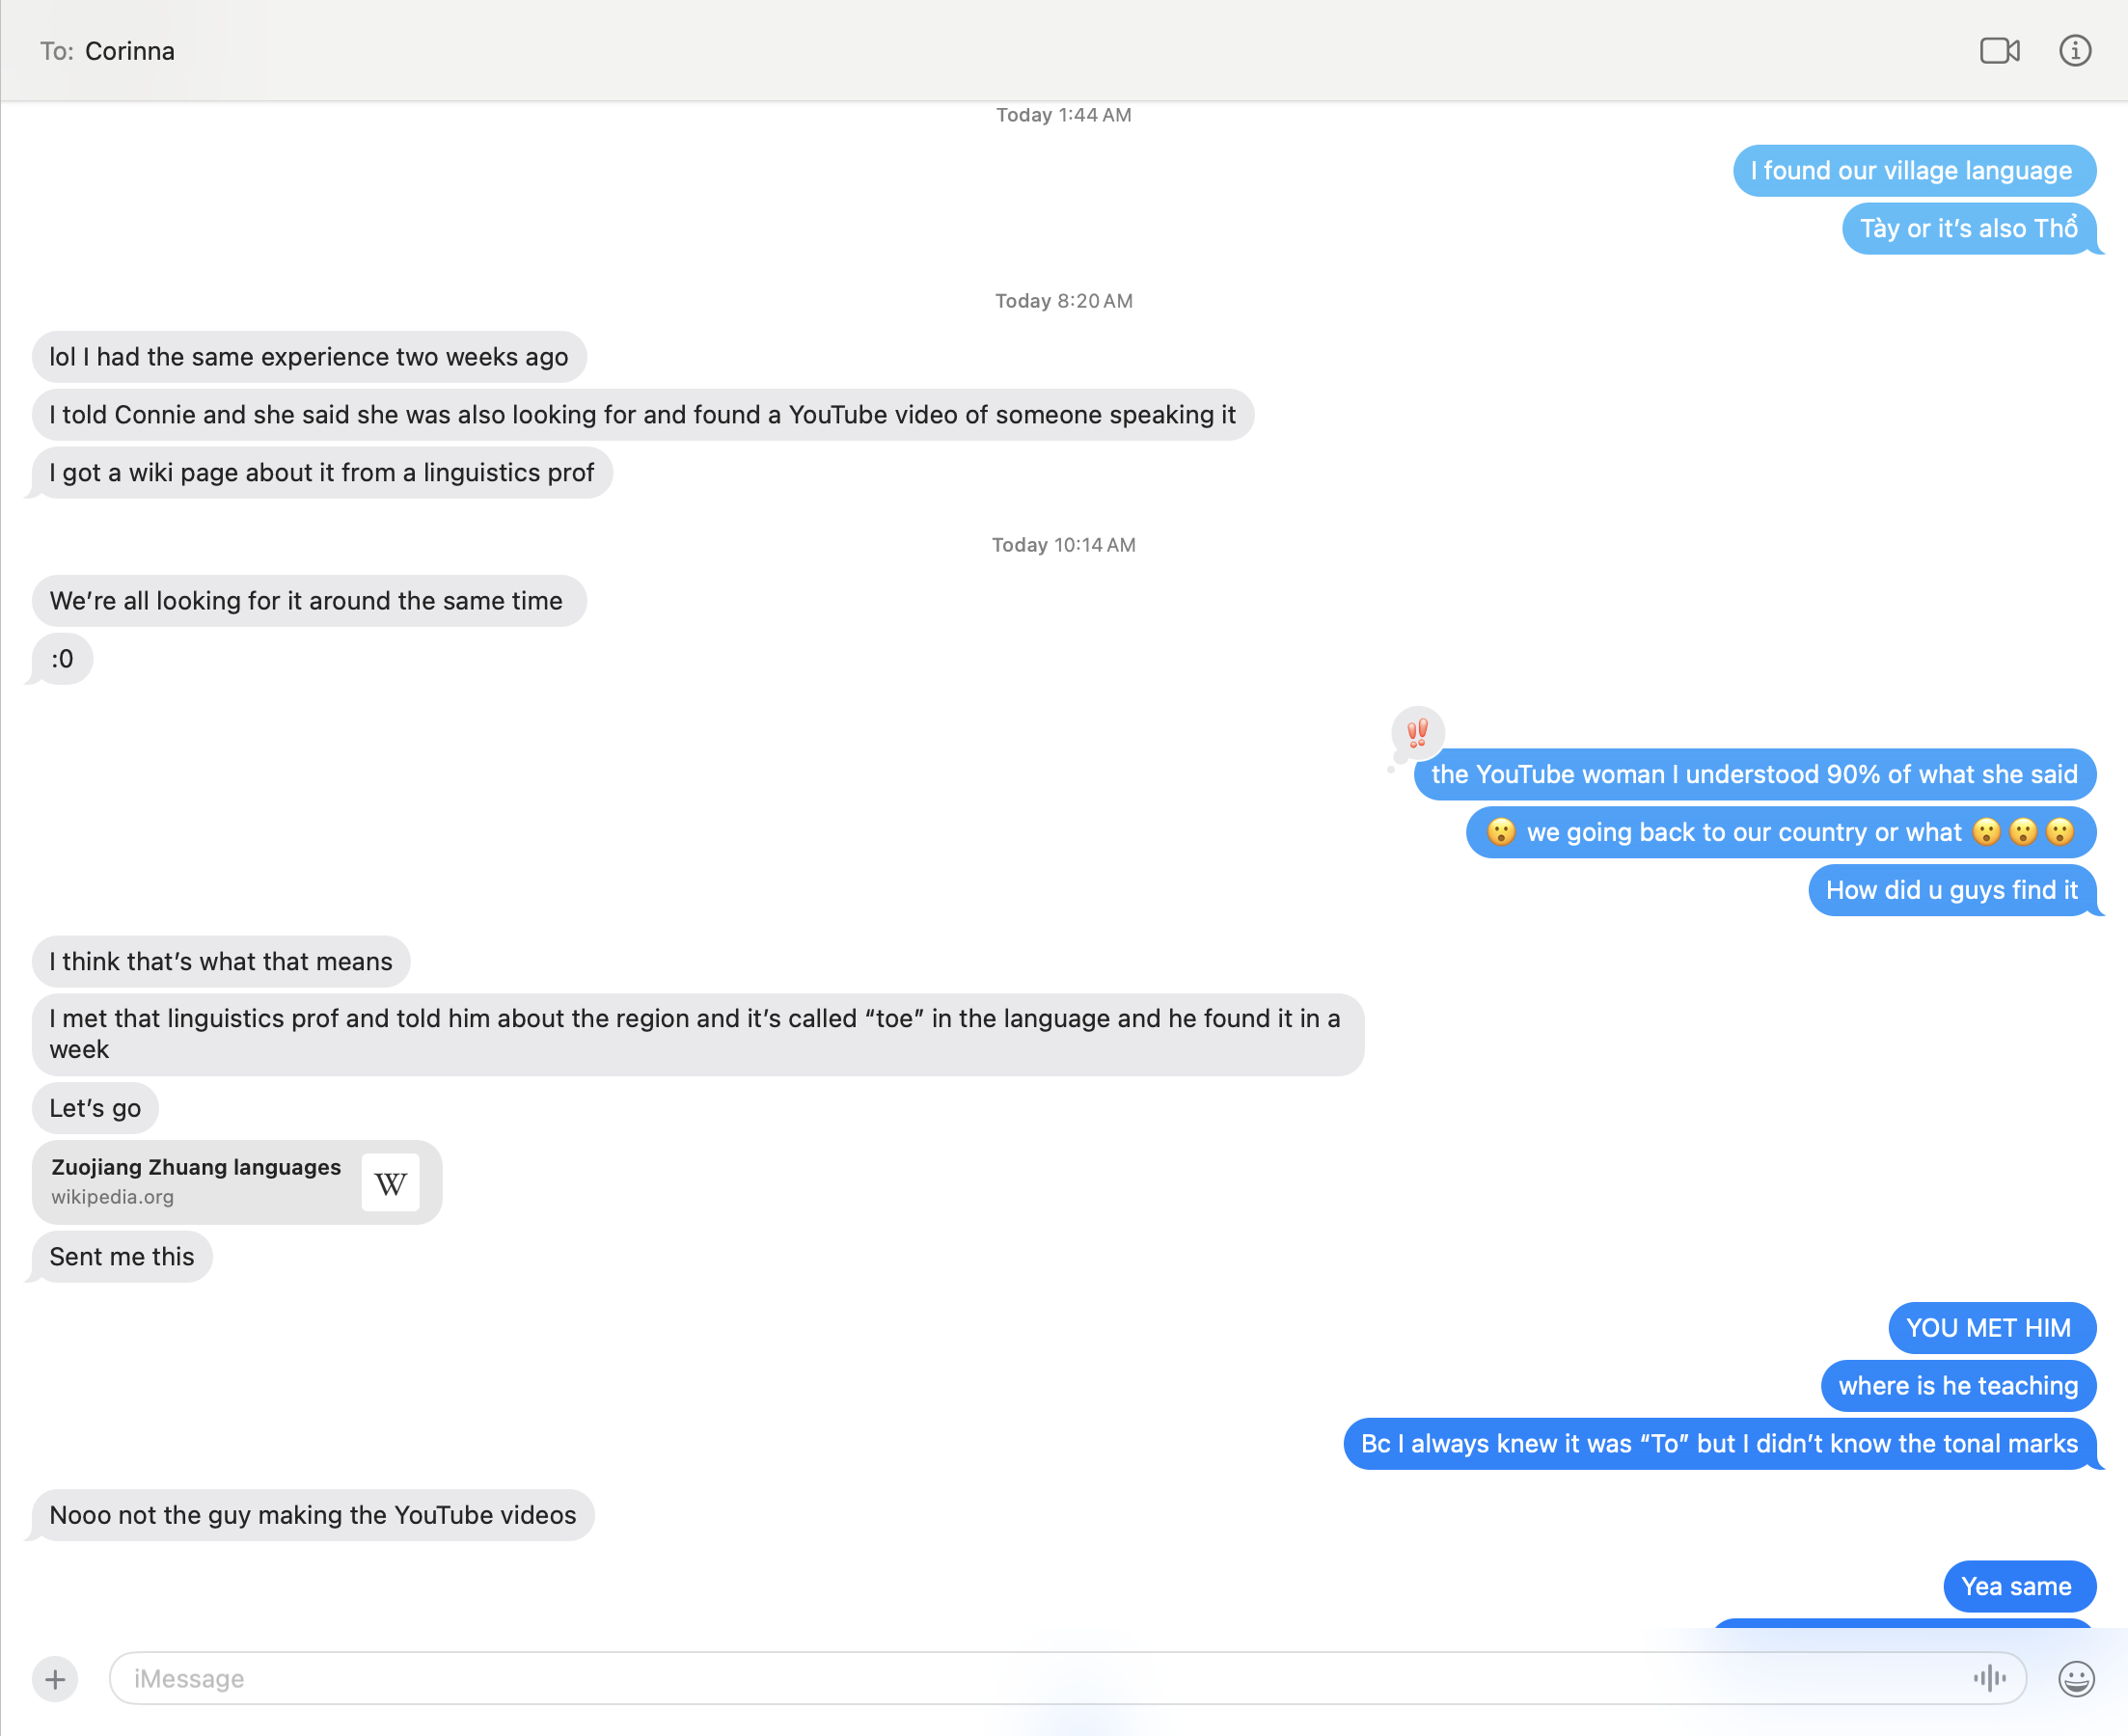 To: Corinna
Today 1:44 AM
I found our village language
Tày or it’s also Thổ
Today 8:20 AM
lol I had the same experience two weeks ago
I told Connie and she said she was also looking for and found a YouTube video of someone speaking it
I got a wiki page about it from a linguistics prof
Today 10:14 AM
We’re all looking for it around the same time
:0
‼️
the YouTube woman I understood 90% of what she said
😮 we going back to our country or what 😮😮😮
How did u guys find it
I think that’s what that means
I met that linguistics prof and told him about the region and it’s called “toe” in the language and he found it in a
week
Let’s go
Zuojiang Zhuang languages
wikipedia.org
W
Sent me this
YOU MET HIM
where is he teaching
Bc I always knew it was “To” but I didn’t know the tonal marks
Nooo not the guy making the YouTube videos
Yea same
iMessage